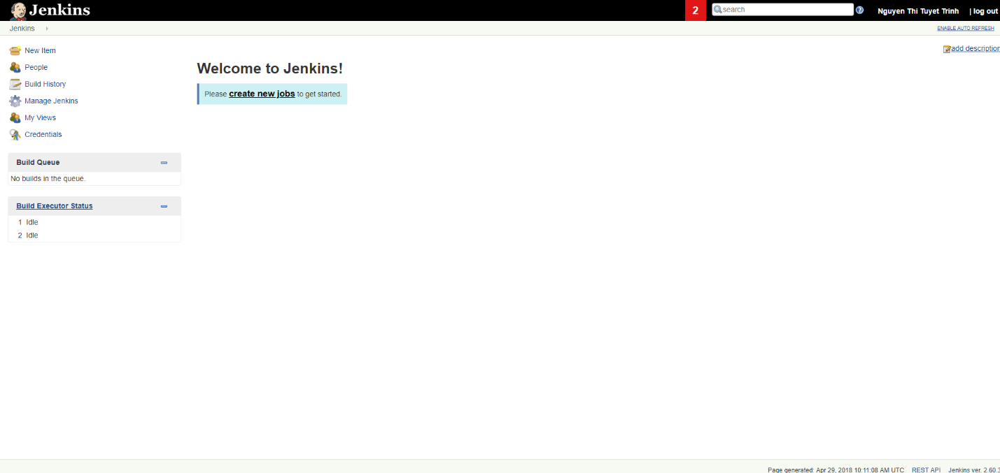 Jenkins
2
search
Nguyen Thi Tuyet Trinh
| log out
Jenkins
ENABLE AUTO REFRESH
New Item
People
Build History
Manage Jenkins
My Views
Credentials
Build Queue
No builds in the queue.
Build Executor Status
1 Idle
2 Idle
add description
Welcome to Jenkins!
Please create new jobs to get started.
Page generated: Apr 29, 2018 10:11:08 AM UTC REST API Jenkins ver. 2.60.3